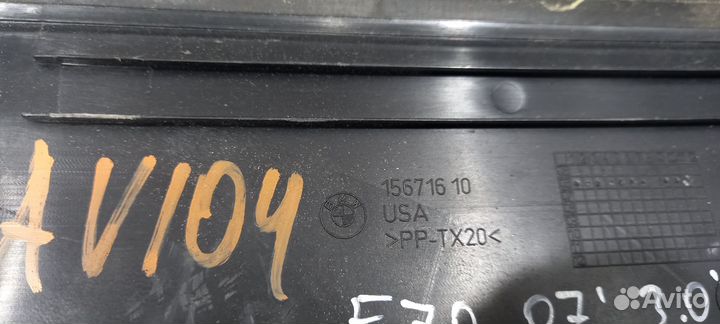 AV104
156716 10
USA
>PP-TX20<
E70 07' 3.0
Avito